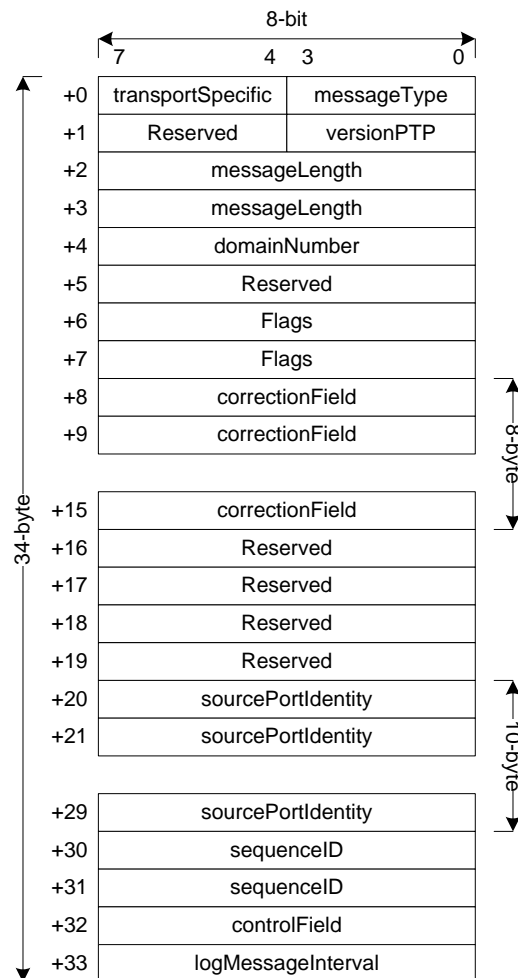 8-bit
7 4 3 0
+0 transportSpecific messageType
+1 Reserved versionPTP
+2 messageLength
+3 messageLength
+4 domainNumber
+5 Reserved
+6 Flags
+7 Flags
+8 correctionField
+9 correctionField
8-byte
34-byte
+15 correctionField
+16 Reserved
+17 Reserved
+18 Reserved
+19 Reserved
+20 sourcePortIdentity
+21 sourcePortIdentity
10-byte
+29 sourcePortIdentity
+30 sequenceID
+31 sequenceID
+32 controlField
+33 logMessageInterval